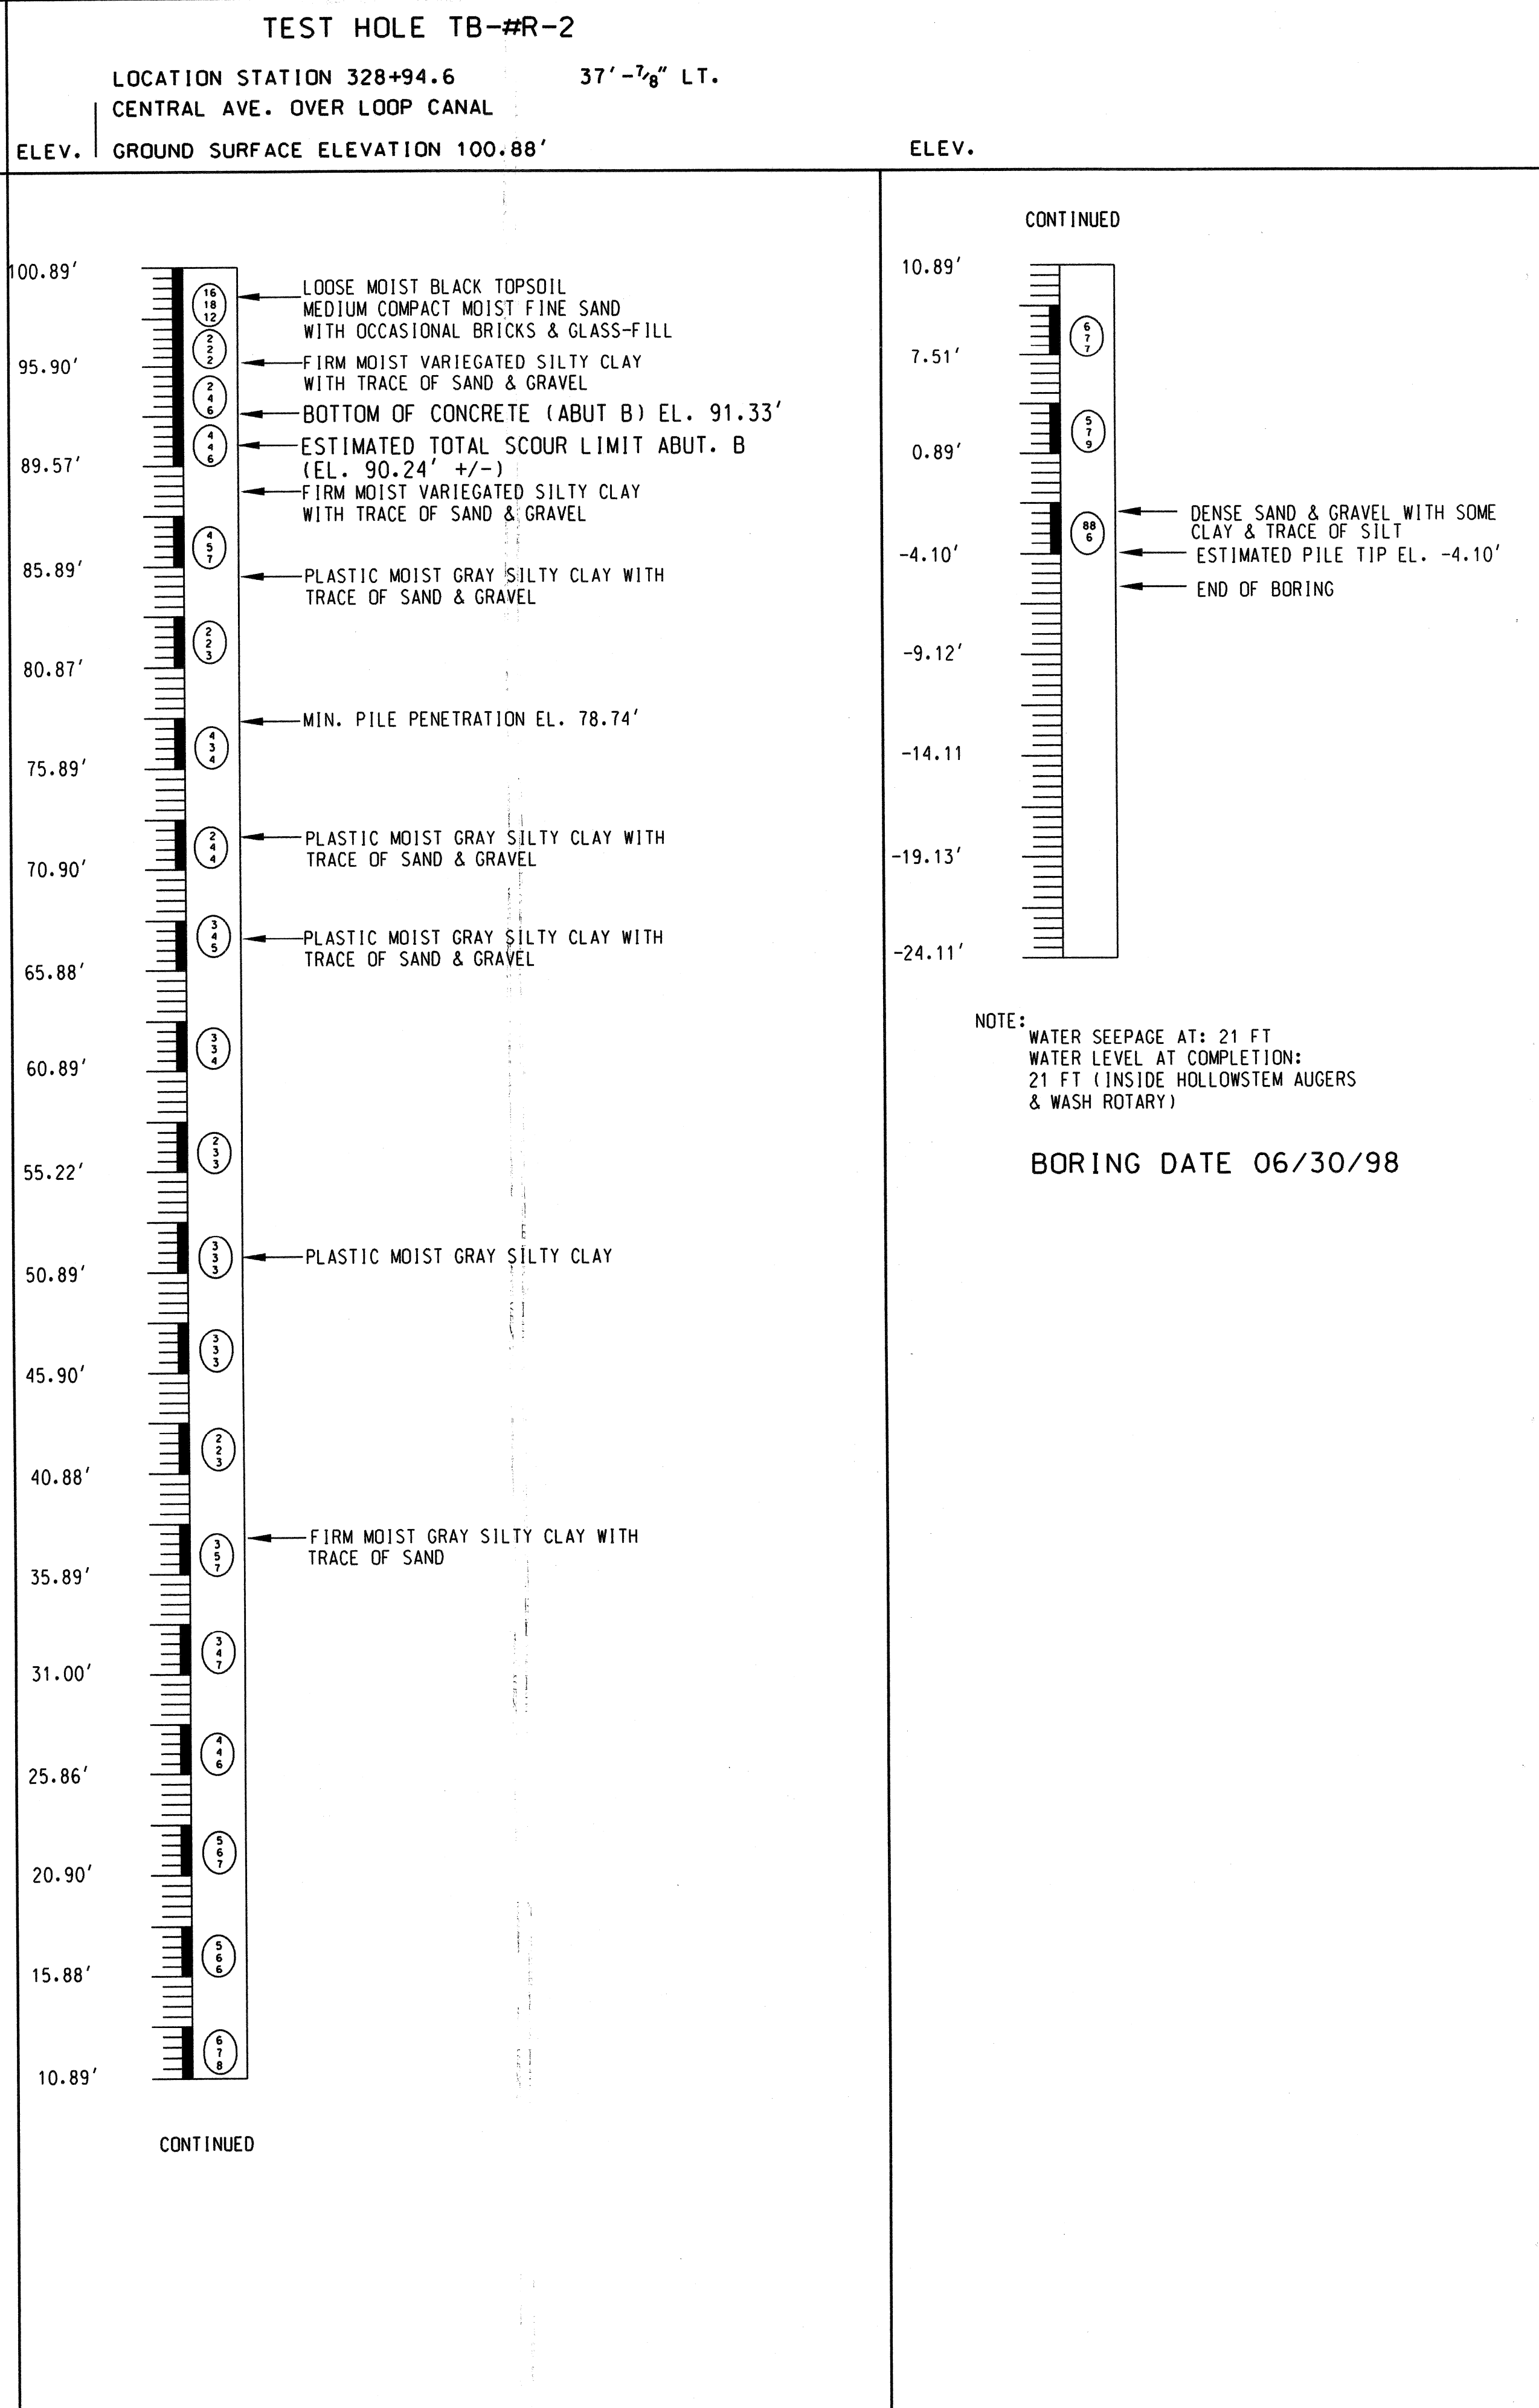 TEST HOLE TB-#R-2
LOCATION STATION 328+94.6 37'-7/8" LT.
CENTRAL AVE. OVER LOOP CANAL
ELEV. GROUND SURFACE ELEVATION 100.88'
100.89'
16
18
12
LOOSE MOIST BLACK TOPSOIL
MEDIUM COMPACT MOIST FINE SAND
WITH OCCASIONAL BRICKS & GLASS-FILL
2
2
2
95.90'
FIRM MOIST VARIEGATED SILTY CLAY
WITH TRACE OF SAND & GRAVEL
2
4
6
BOTTOM OF CONCRETE (ABUT B) EL. 91.33'
4
4
6
ESTIMATED TOTAL SCOUR LIMIT ABUT. B
(EL. 90.24' +/-)
89.57'
FIRM MOIST VARIEGATED SILTY CLAY
WITH TRACE OF SAND & GRAVEL
4
5
7
85.89'
PLASTIC MOIST GRAY SILTY CLAY WITH
TRACE OF SAND & GRAVEL
2
2
3
80.87'
MIN. PILE PENETRATION EL. 78.74'
4
3
4
75.89'
2
4
4
PLASTIC MOIST GRAY SILTY CLAY WITH
TRACE OF SAND & GRAVEL
70.90'
3
4
5
PLASTIC MOIST GRAY SILTY CLAY WITH
TRACE OF SAND & GRAVEL
65.88'
3
3
4
60.89'
2
3
3
55.22'
3
3
3
PLASTIC MOIST GRAY SILTY CLAY
50.89'
3
3
3
45.90'
2
2
3
40.88'
FIRM MOIST GRAY SILTY CLAY WITH
TRACE OF SAND
3
5
7
35.89'
3
4
7
31.00'
4
4
6
25.86'
5
6
7
20.90'
5
6
6
15.88'
6
7
8
10.89'
CONTINUED
ELEV.
CONTINUED
10.89'
6
7
7
7.51'
5
7
9
0.89'
88
6
DENSE SAND & GRAVEL WITH SOME
CLAY & TRACE OF SILT
-4.10'
ESTIMATED PILE TIP EL. -4.10'
END OF BORING
-9.12'
-14.11
-19.13'
-24.11'
NOTE:
WATER SEEPAGE AT: 21 FT
WATER LEVEL AT COMPLETION:
21 FT (INSIDE HOLLOWSTEM AUGERS
& WASH ROTARY)
BORING DATE 06/30/98